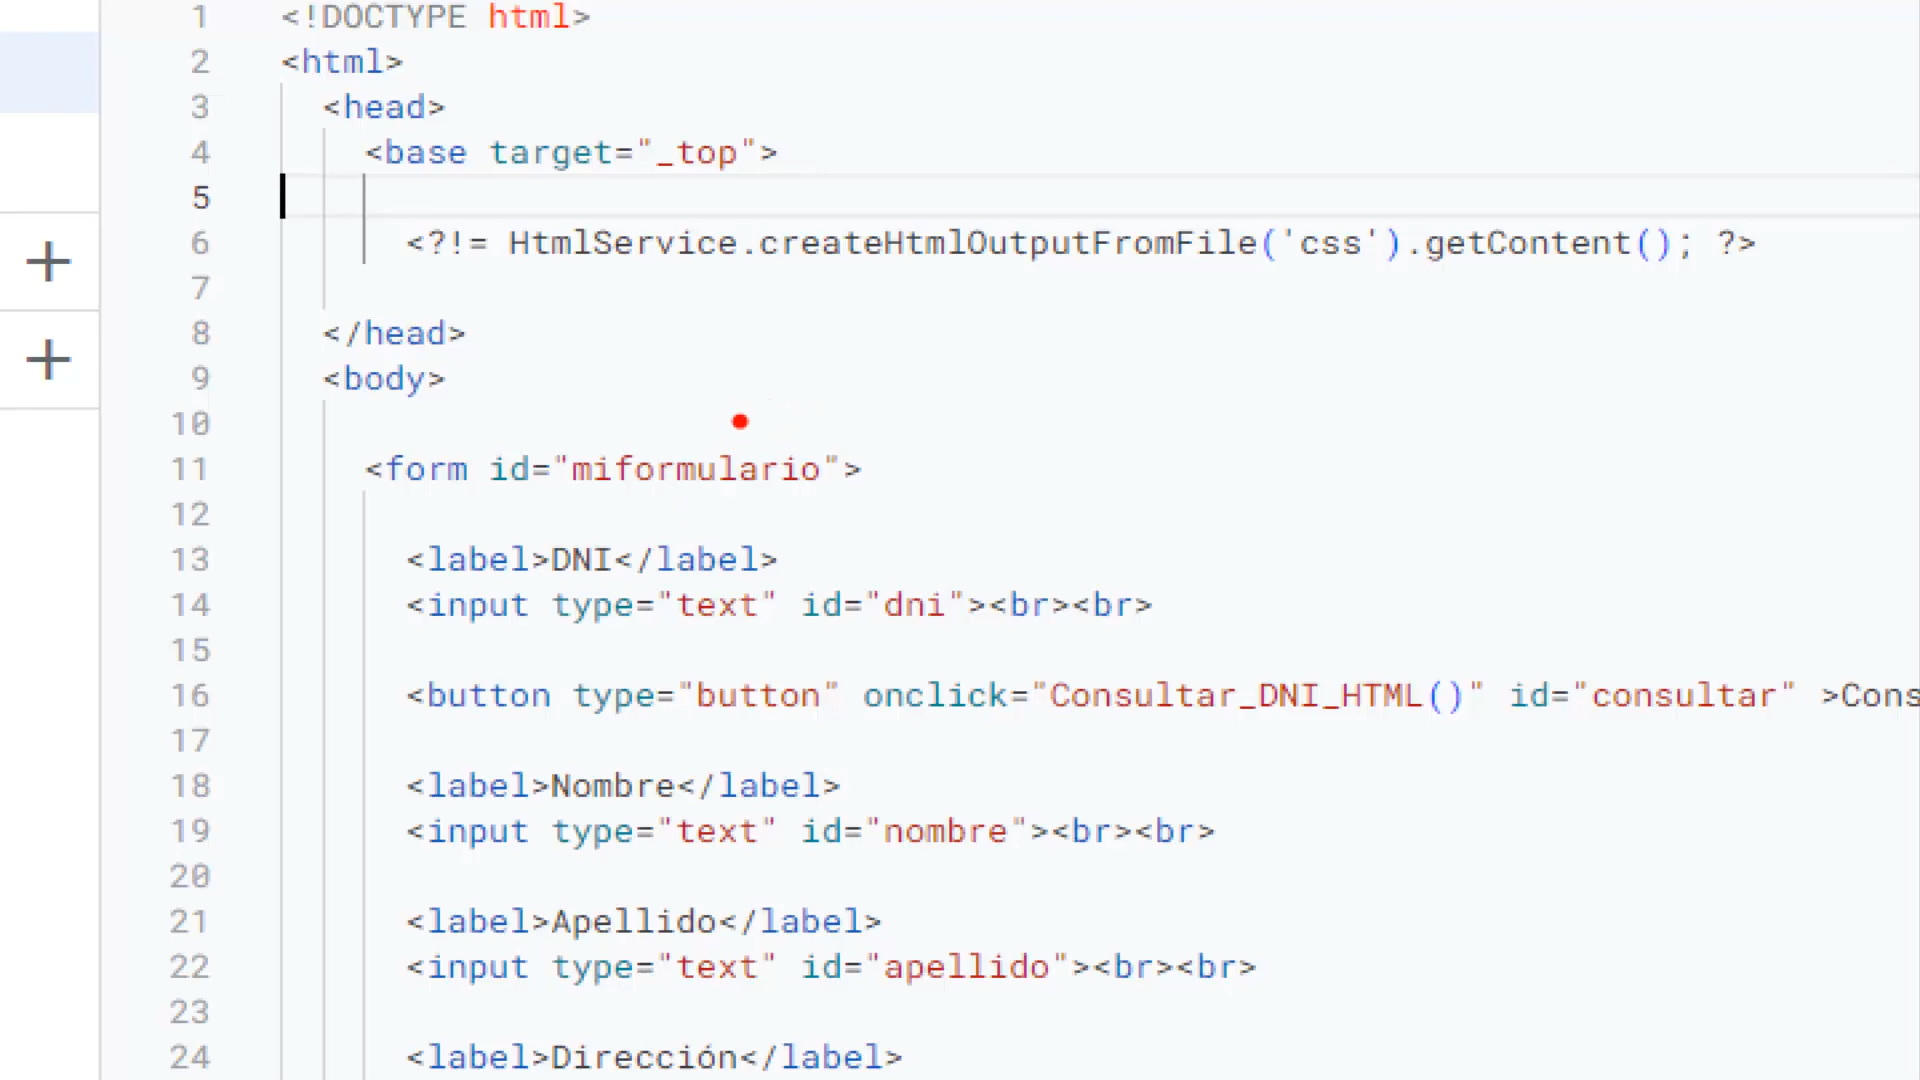 1 <!DOCTYPE html>
2 <html>
3 <head>
4 <base target="_top">
5
6 <?!= HtmlService.createHtmlOutputFromFile('css').getContent(); ?>
7
8 </head>
9 <body>
10
11 <form id="miformulario">
12
13 <label>DNI</label>
14 <input type="text" id="dni"><br><br>
15
16 <button type="button" onclick="Consultar_DNI_HTML()" id="consultar" >Cons
17
18 <label>Nombre</label>
19 <input type="text" id="nombre"><br><br>
20
21 <label>Apellido</label>
22 <input type="text" id="apellido"><br><br>
23
24 <label>Dirección</label>